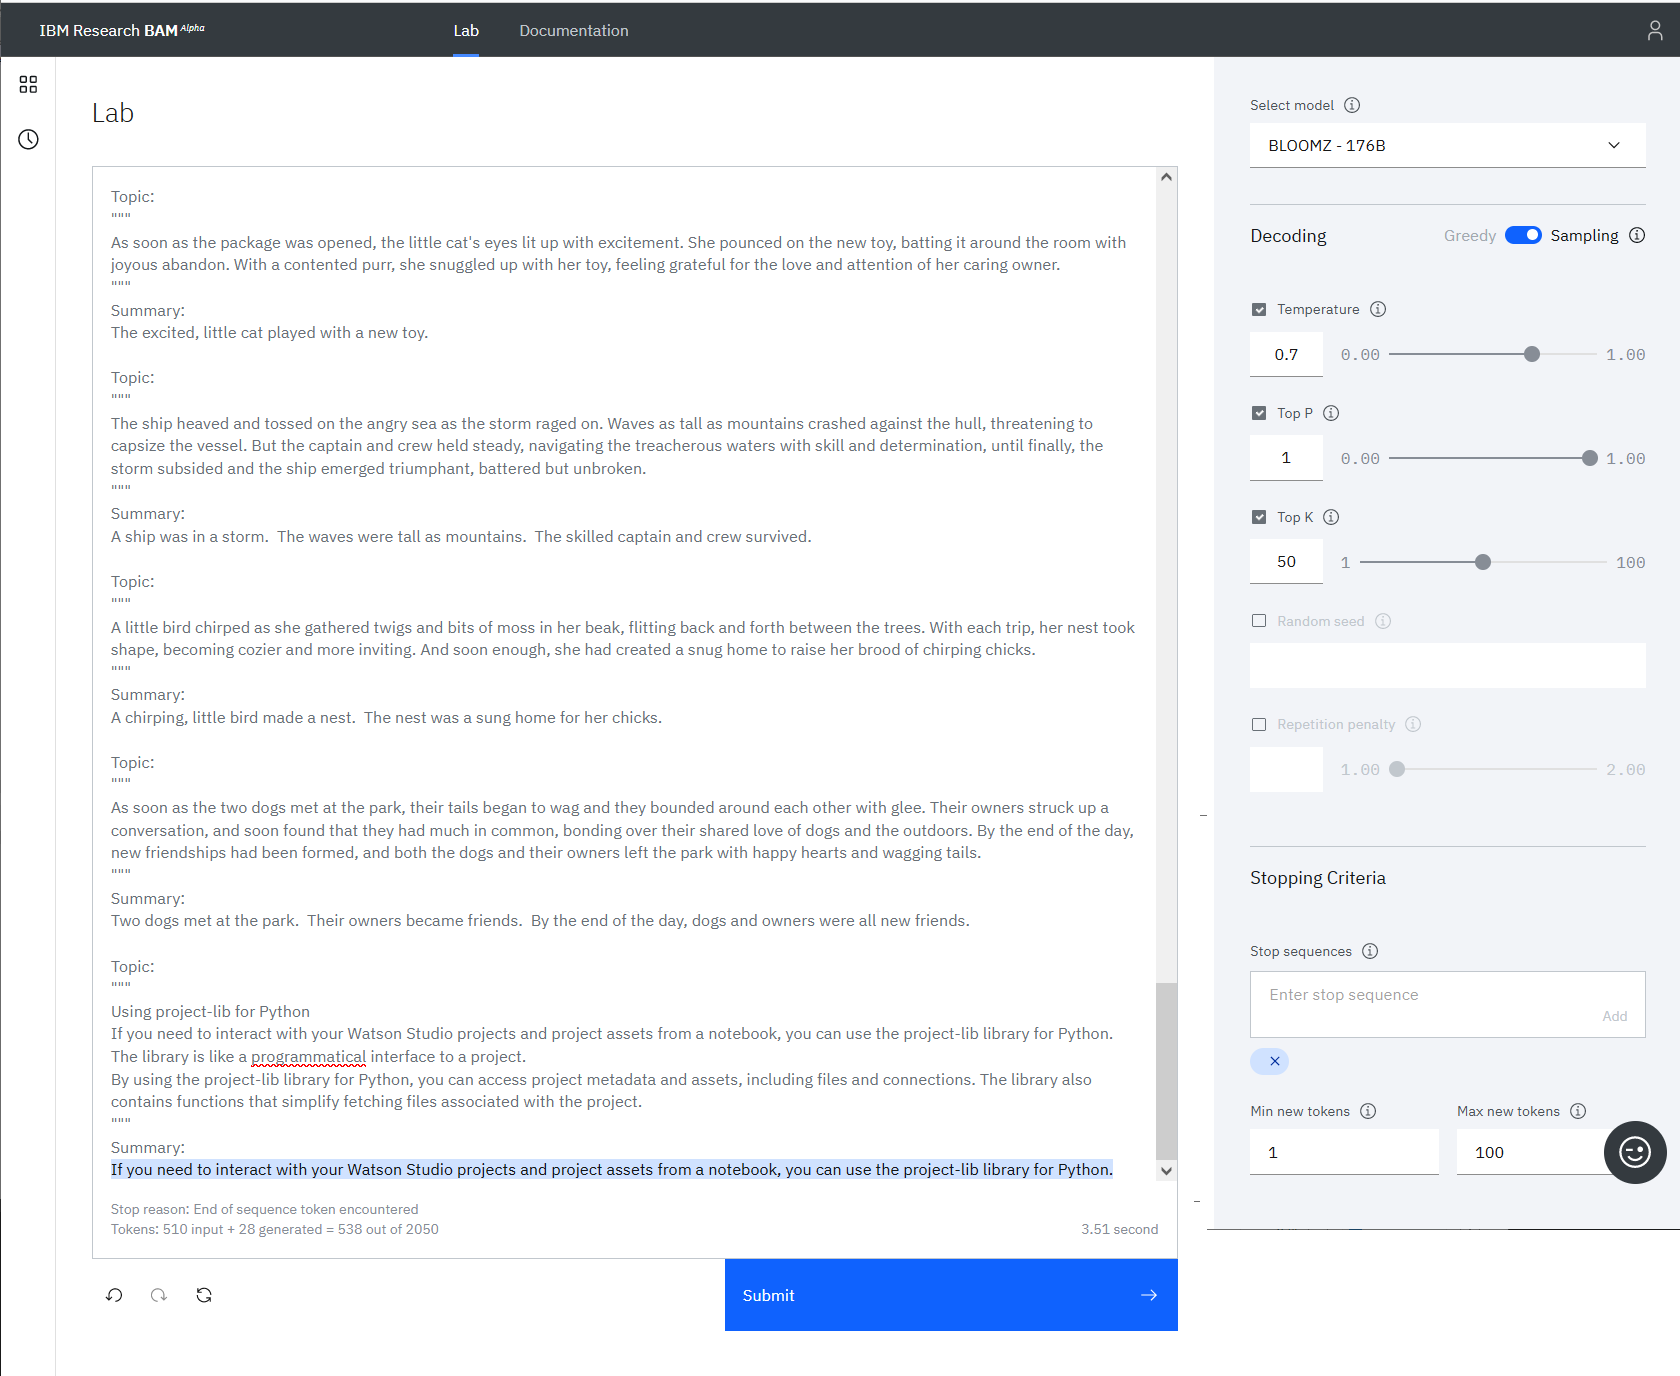 IBM Research BAM Alpha
Lab
Documentation
Lab
Topic:
"""
As soon as the package was opened, the little cat's eyes lit up with excitement. She pounced on the new toy, batting it around the room with
joyous abandon. With a contented purr, she snuggled up with her toy, feeling grateful for the love and attention of her caring owner.
"""
Summary:
The excited, little cat played with a new toy.
Topic:
"""
The ship heaved and tossed on the angry sea as the storm raged on. Waves as tall as mountains crashed against the hull, threatening to
capsize the vessel. But the captain and crew held steady, navigating the treacherous waters with skill and determination, until finally, the
storm subsided and the ship emerged triumphant, battered but unbroken.
"""
Summary:
A ship was in a storm.  The waves were tall as mountains.  The skilled captain and crew survived.
Topic:
"""
A little bird chirped as she gathered twigs and bits of moss in her beak, flitting back and forth between the trees. With each trip, her nest took
shape, becoming cozier and more inviting. And soon enough, she had created a snug home to raise her brood of chirping chicks.
"""
Summary:
A chirping, little bird made a nest.  The nest was a sung home for her chicks.
Topic:
"""
As soon as the two dogs met at the park, their tails began to wag and they bounded around each other with glee. Their owners struck up a
conversation, and soon found that they had much in common, bonding over their shared love of dogs and the outdoors. By the end of the day,
new friendships had been formed, and both the dogs and their owners left the park with happy hearts and wagging tails.
"""
Summary:
Two dogs met at the park.  Their owners became friends.  By the end of the day, dogs and owners were all new friends.
Topic:
"""
Using project-lib for Python
If you need to interact with your Watson Studio projects and project assets from a notebook, you can use the project-lib library for Python.
The library is like a programmatical interface to a project.
By using the project-lib library for Python, you can access project metadata and assets, including files and connections. The library also
contains functions that simplify fetching files associated with the project.
"""
Summary:
If you need to interact with your Watson Studio projects and project assets from a notebook, you can use the project-lib library for Python.
Stop reason: End of sequence token encountered
Tokens: 510 input + 28 generated = 538 out of 2050
3.51 second
Submit
Select model
BLOOMZ - 176B
Decoding
Greedy Sampling
Temperature
0.7 0.00 1.00
Top P
1 0.00 1.00
Top K
50 1 100
Random seed
Repetition penalty
1.00 2.00
Stopping Criteria
Stop sequences
Enter stop sequence
Add
Min new tokens Max new tokens
1 100